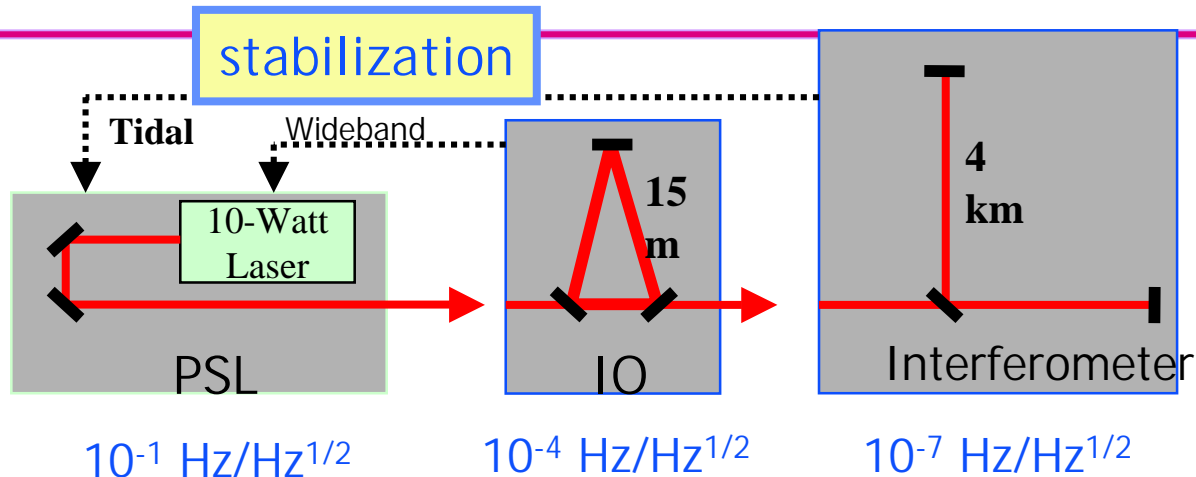 stabilization
Tidal
Wideband
10-Watt
Laser
15
m
4
km
PSL
IO
Interferometer
10⁻¹ Hz/Hz¹/²
10⁻⁴ Hz/Hz¹/²
10⁻⁷ Hz/Hz¹/²